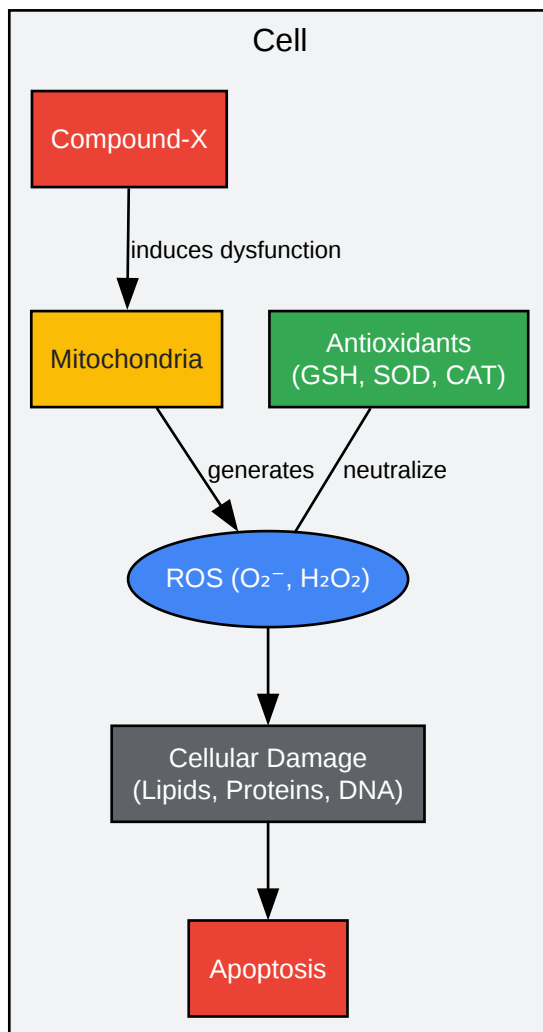 Cell
Compound-X
induces dysfunction
Mitochondria
Antioxidants
(GSH, SOD, CAT)
generates
neutralize
ROS (O₂⁻, H₂O₂)
Cellular Damage
(Lipids, Proteins, DNA)
Apoptosis